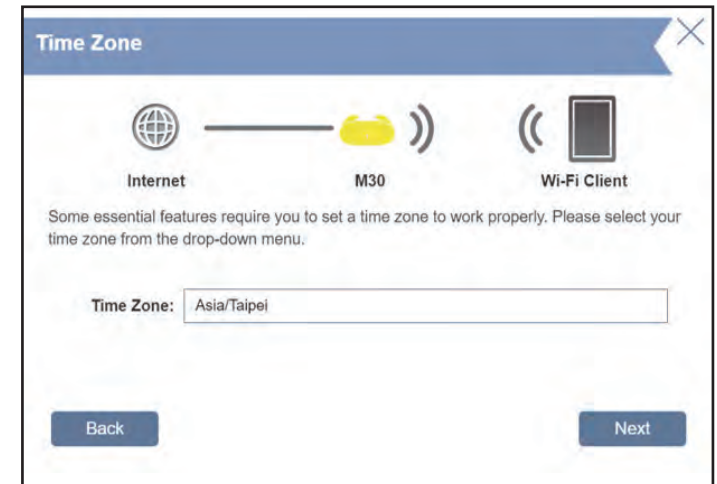 Time Zone
Internet
M30
Wi-Fi Client
Some essential features require you to set a time zone to work properly. Please select your
time zone from the drop-down menu.
Time Zone: Asia/Taipei
Back
Next